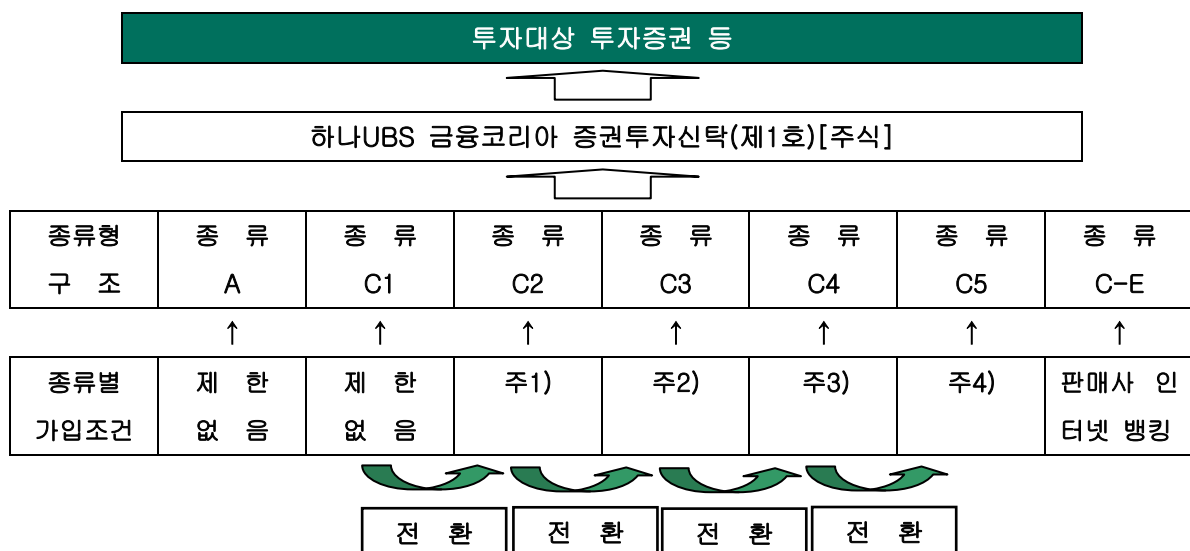 투자대상 투자증권 등
하나UBS 금융코리아 증권투자신탁(제1호)[주식]
종류형 종 류 종 류 종 류 종 류 종 류 종 류 종 류
구 조 A C1 C2 C3 C4 C5 C-E
↑ ↑ ↑ ↑ ↑ ↑ ↑
종류별 제 한 제 한 주1) 주2) 주3) 주4) 판매사 인
가입조건 없 음 없 음 터넷 뱅킹
전 환 전 환 전 환 전 환